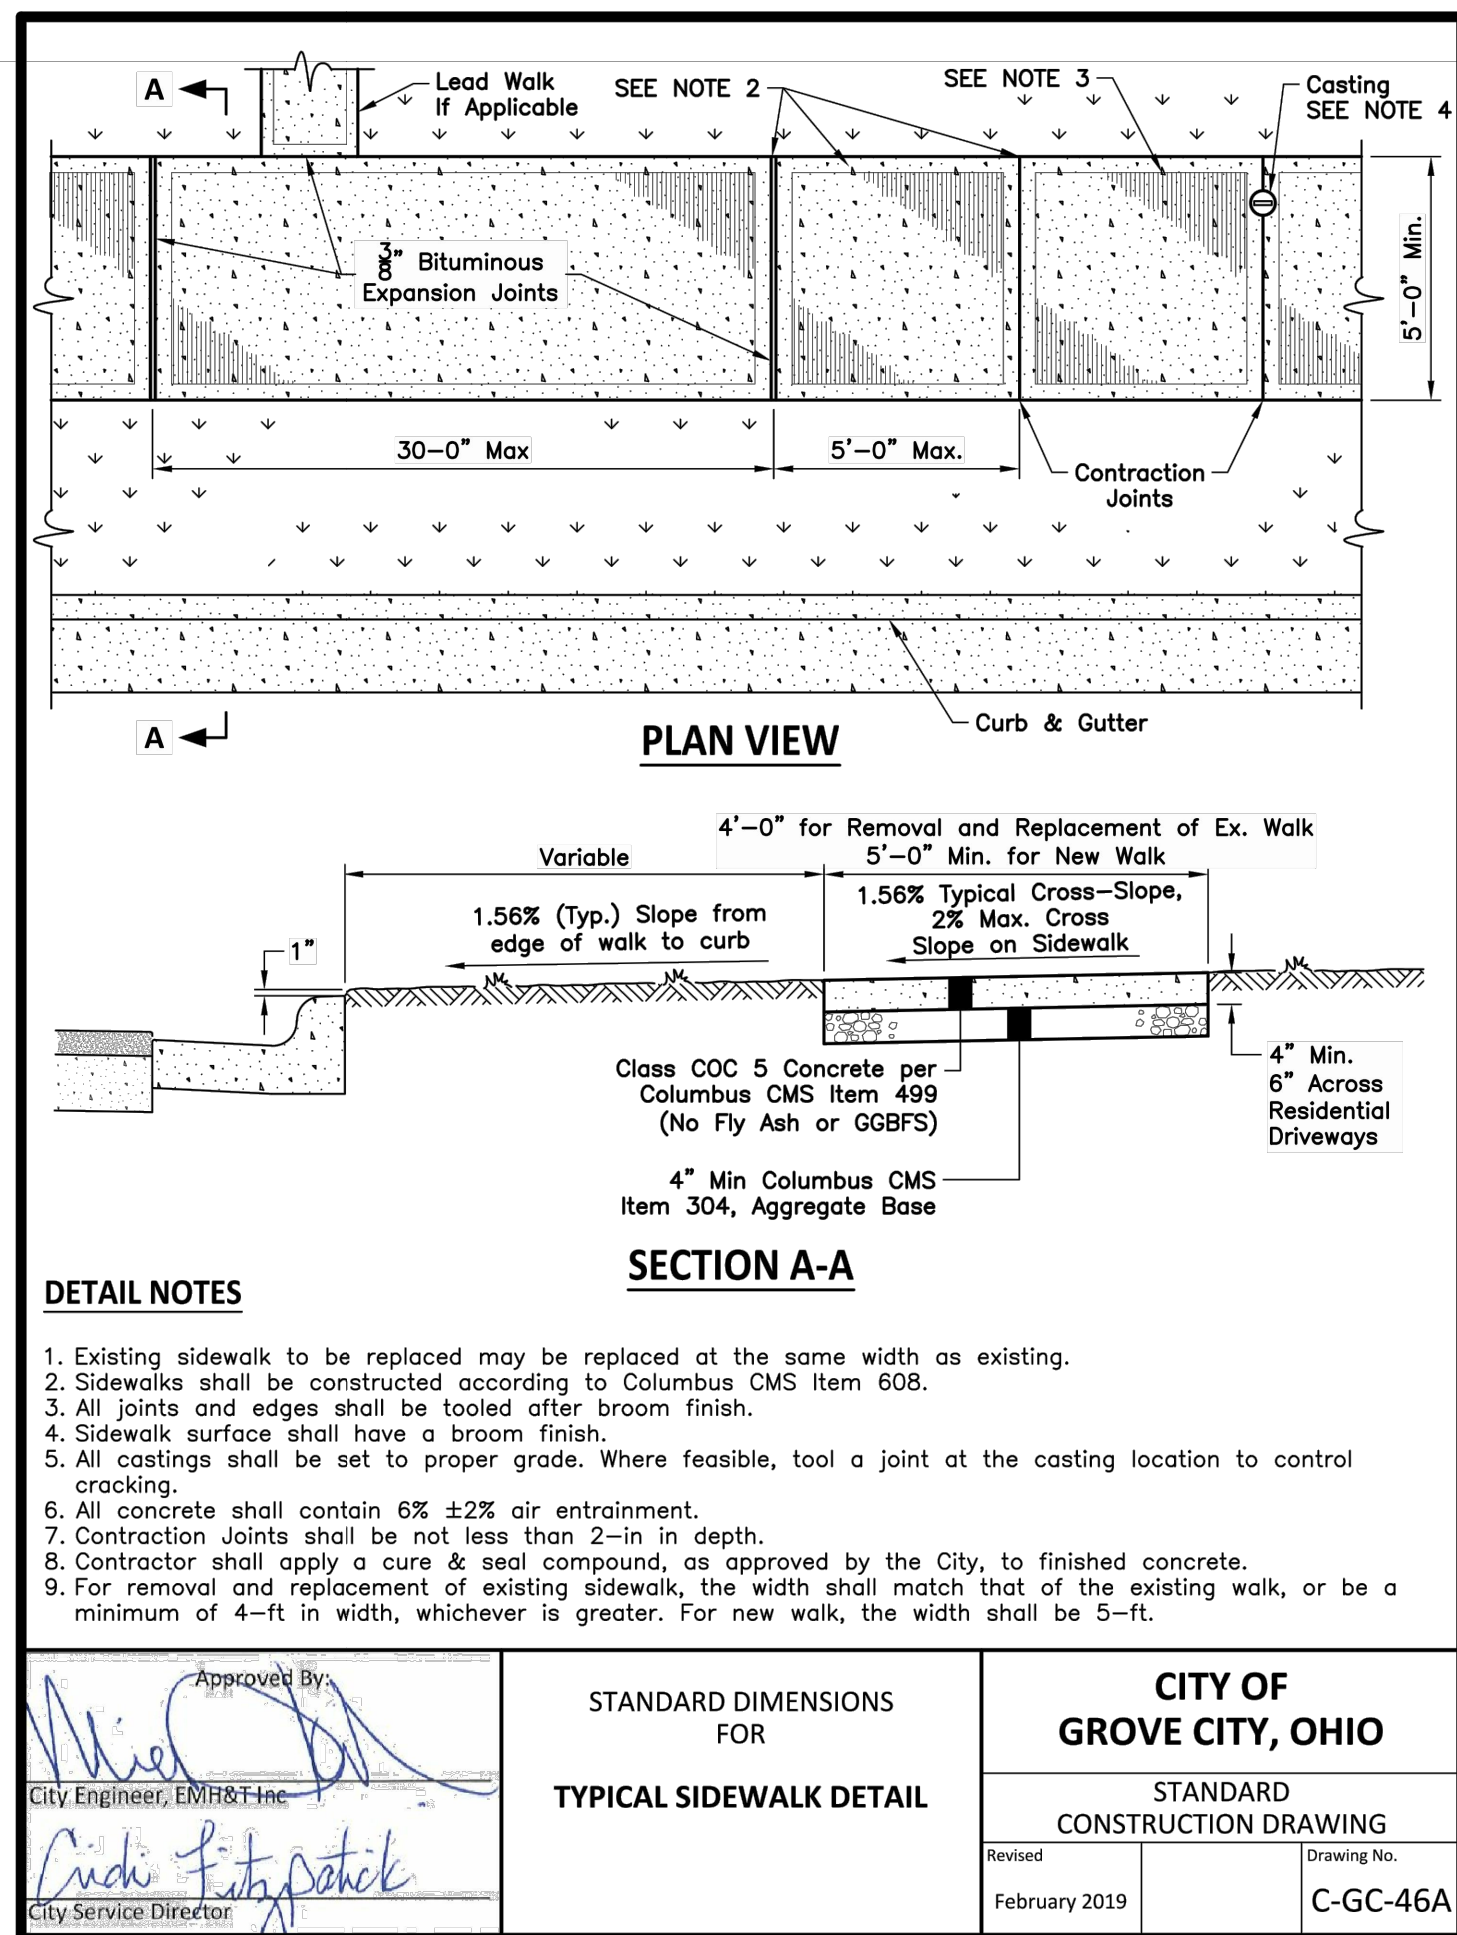 A
Lead Walk
If Applicable
SEE NOTE 2
SEE NOTE 3
Casting
SEE NOTE 4
3/8" Bituminous
Expansion Joints
5'-0" Min.
30-0" Max
5'-0" Max.
Contraction
Joints
A
Curb & Gutter
PLAN VIEW
4'-0" for Removal and Replacement of Ex. Walk
5'-0" Min. for New Walk
Variable
1.56% Typical Cross-Slope,
2% Max. Cross
Slope on Sidewalk
1.56% (Typ.) Slope from
edge of walk to curb
1"
Class COC 5 Concrete per
Columbus CMS Item 499
(No Fly Ash or GGBFS)
4" Min.
6" Across
Residential
Driveways
4" Min Columbus CMS
Item 304, Aggregate Base
SECTION A-A
DETAIL NOTES
1. Existing sidewalk to be replaced may be replaced at the same width as existing.
2. Sidewalks shall be constructed according to Columbus CMS Item 608.
3. All joints and edges shall be tooled after broom finish.
4. Sidewalk surface shall have a broom finish.
5. All castings shall be set to proper grade. Where feasible, tool a joint at the casting location to control
cracking.
6. All concrete shall contain 6% ±2% air entrainment.
7. Contraction Joints shall be not less than 2-in in depth.
8. Contractor shall apply a cure & seal compound, as approved by the City, to finished concrete.
9. For removal and replacement of existing sidewalk, the width shall match that of the existing walk, or be a
minimum of 4-ft in width, whichever is greater. For new walk, the width shall be 5-ft.
Approved By:
City Engineer, EMH&T Inc
Cindi Fitzpatrick
City Service Director
STANDARD DIMENSIONS
FOR
TYPICAL SIDEWALK DETAIL
CITY OF
GROVE CITY, OHIO
STANDARD
CONSTRUCTION DRAWING
Revised
February 2019
Drawing No.
C-GC-46A